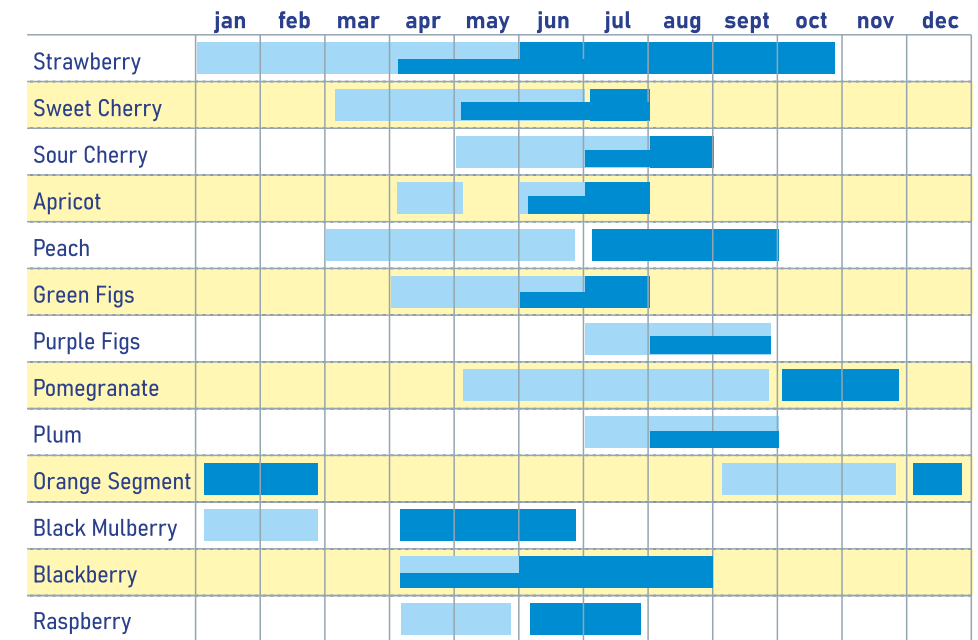 jan feb mar apr may jun jul aug sept oct nov dec
Strawberry
Sweet Cherry
Sour Cherry
Apricot
Peach
Green Figs
Purple Figs
Pomegranate
Plum
Orange Segment
Black Mulberry
Blackberry
Raspberry